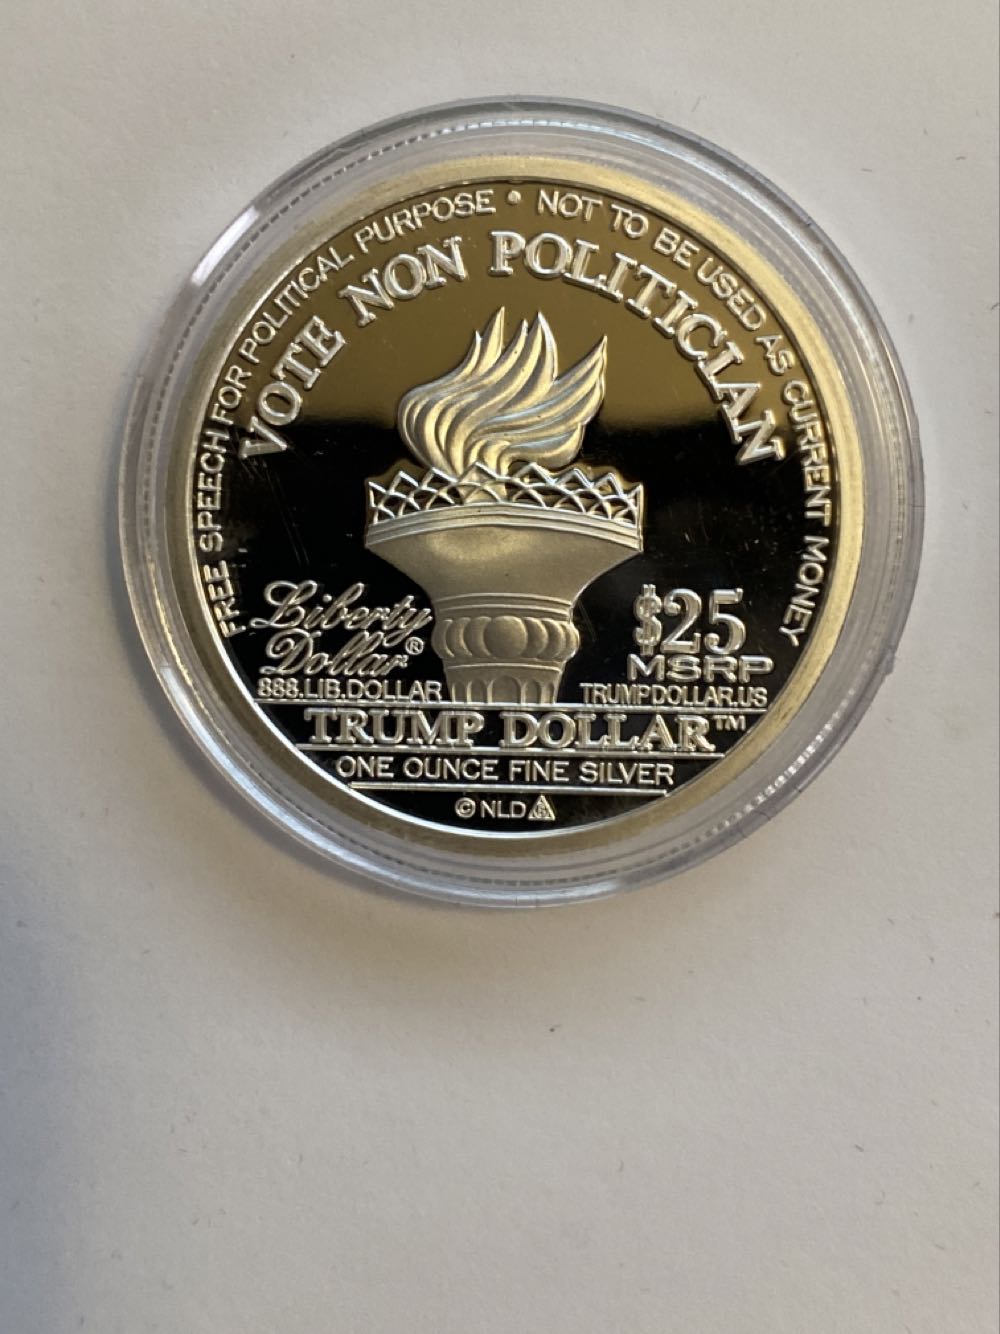 FREE SPEECH FOR POLITICAL PURPOSE • NOT TO BE USED AS CURRENT MONEY
VOTE NON POLITICIAN
Liberty
Dollar®
888.LIB.DOLLAR
$25
MSRP
TRUMPDOLLAR.US
TRUMP DOLLAR™
ONE OUNCE FINE SILVER
© NLD